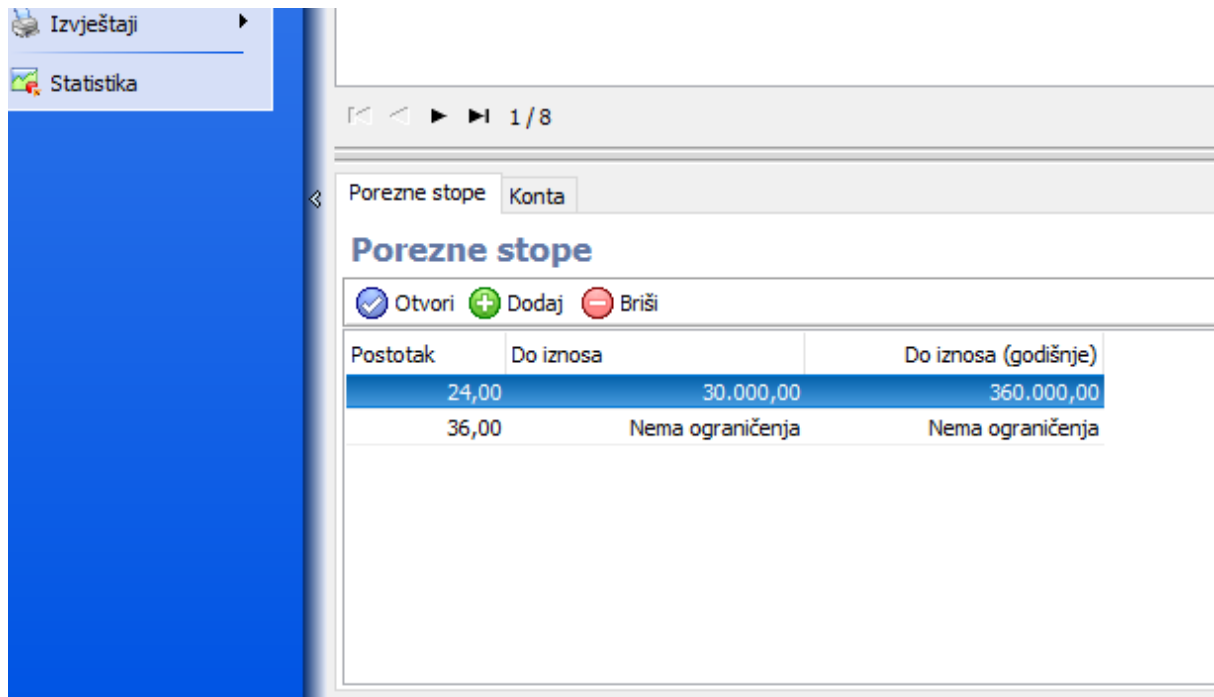 Izvještaji
Statistika
1 / 8
Porezne stope Konta
Porezne stope
Otvori Dodaj Briši
Postotak Do iznosa Do iznosa (godišnje)
24,00 30.000,00 360.000,00
36,00 Nema ograničenja Nema ograničenja